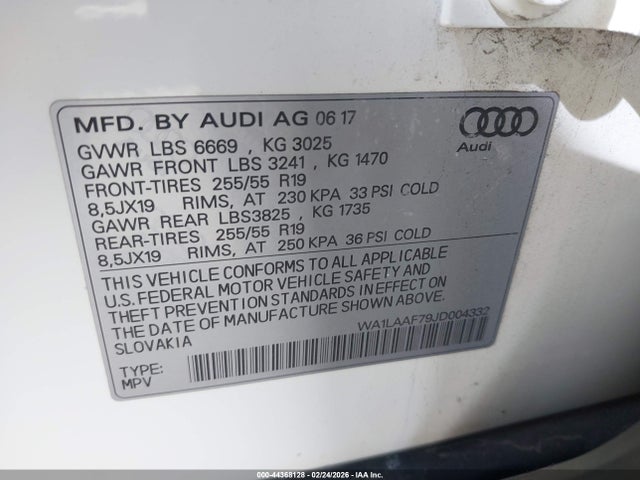 MFD. BY AUDI AG 06 17
Audi
GVWR LBS 6669 , KG 3025
GAWR FRONT LBS 3241 , KG 1470
FRONT-TIRES 255/55 R19
8,5JX19 RIMS, AT 230 KPA 33 PSI COLD
GAWR REAR LBS3825 , KG 1735
REAR-TIRES 255/55 R19
8,5JX19 RIMS, AT 250 KPA 36 PSI COLD
THIS VEHICLE CONFORMS TO ALL APPLICABLE
U.S. FEDERAL MOTOR VEHICLE SAFETY AND
THEFT PREVENTION STANDARDS IN EFFECT ON
THE DATE OF MANUFACTURE SHOWN ABOVE.
SLOVAKIA
WA1LAAF79JD004332
TYPE:
MPV
000-44368128 - 02/24/2026 - IAA Inc.